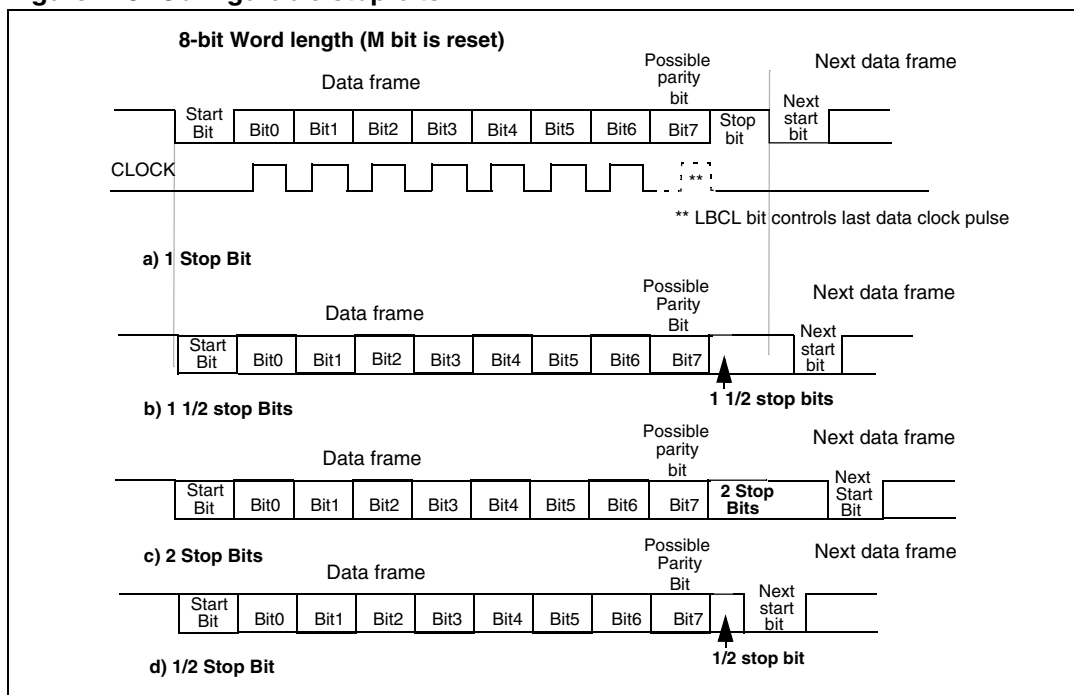 8-bit Word length (M bit is reset)
Data frame
Possible
parity
bit
Next data frame
Start
Bit
Bit0
Bit1
Bit2
Bit3
Bit4
Bit5
Bit6
Bit7
Stop
bit
Next
start
bit
CLOCK
**
** LBCL bit controls last data clock pulse
a) 1 Stop Bit
Data frame
Possible
Parity
Bit
Next data frame
Start
Bit
Bit0
Bit1
Bit2
Bit3
Bit4
Bit5
Bit6
Bit7
Next
start
bit
1 1/2 stop bits
b) 1 1/2 stop Bits
Data frame
Possible
parity
bit
Next data frame
Start
Bit
Bit0
Bit1
Bit2
Bit3
Bit4
Bit5
Bit6
Bit7
2 Stop
Bits
Next
Start
Bit
c) 2 Stop Bits
Data frame
Possible
Parity
Bit
Next data frame
Start
Bit
Bit0
Bit1
Bit2
Bit3
Bit4
Bit5
Bit6
Bit7
Next
start
bit
1/2 stop bit
d) 1/2 Stop Bit